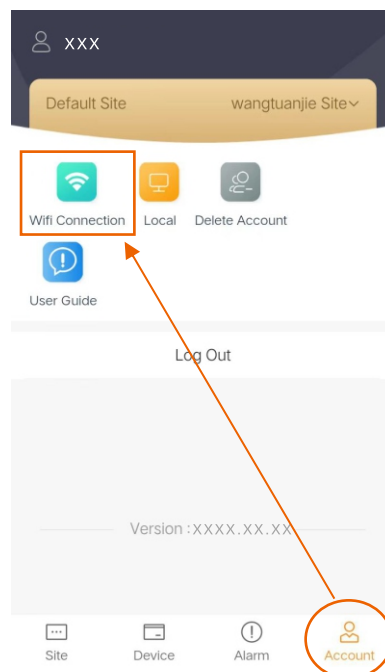 xxx
Default Site wangtuanjie Site
Wifi Connection Local Delete Account
User Guide
Log Out
Version :XXXX.XX.XX
Site Device Alarm Account